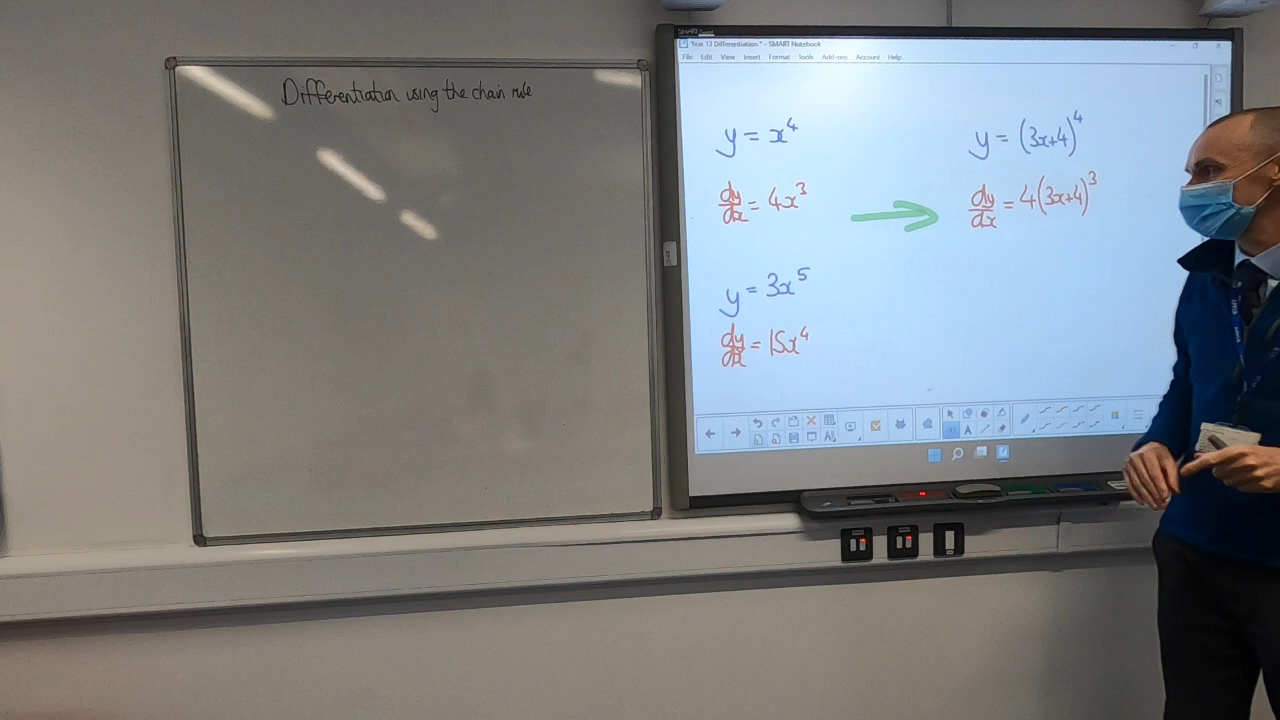 Differentiation using the chain rule
SMART
Year 13 Differentiation * - SMART Notebook
File Edit View Insert Format Tools Add-ons Account Help
y = x⁴
dy/dx = 4x³
y = 3x⁵
dy/dx = 15x⁴
y = (3x+4)⁴
dy/dx = 4(3x+4)³